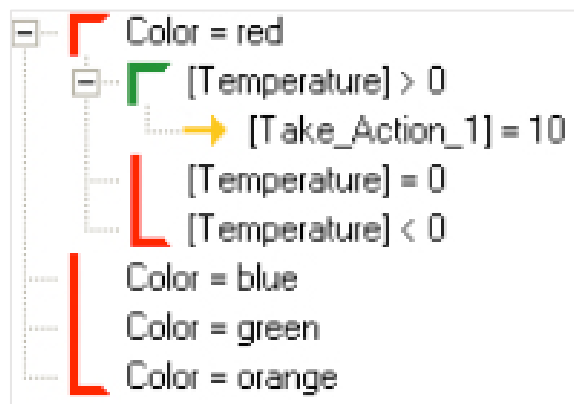 Color = red
[Temperature] > 0
[Take_Action_1] = 10
[Temperature] = 0
[Temperature] < 0
Color = blue
Color = green
Color = orange